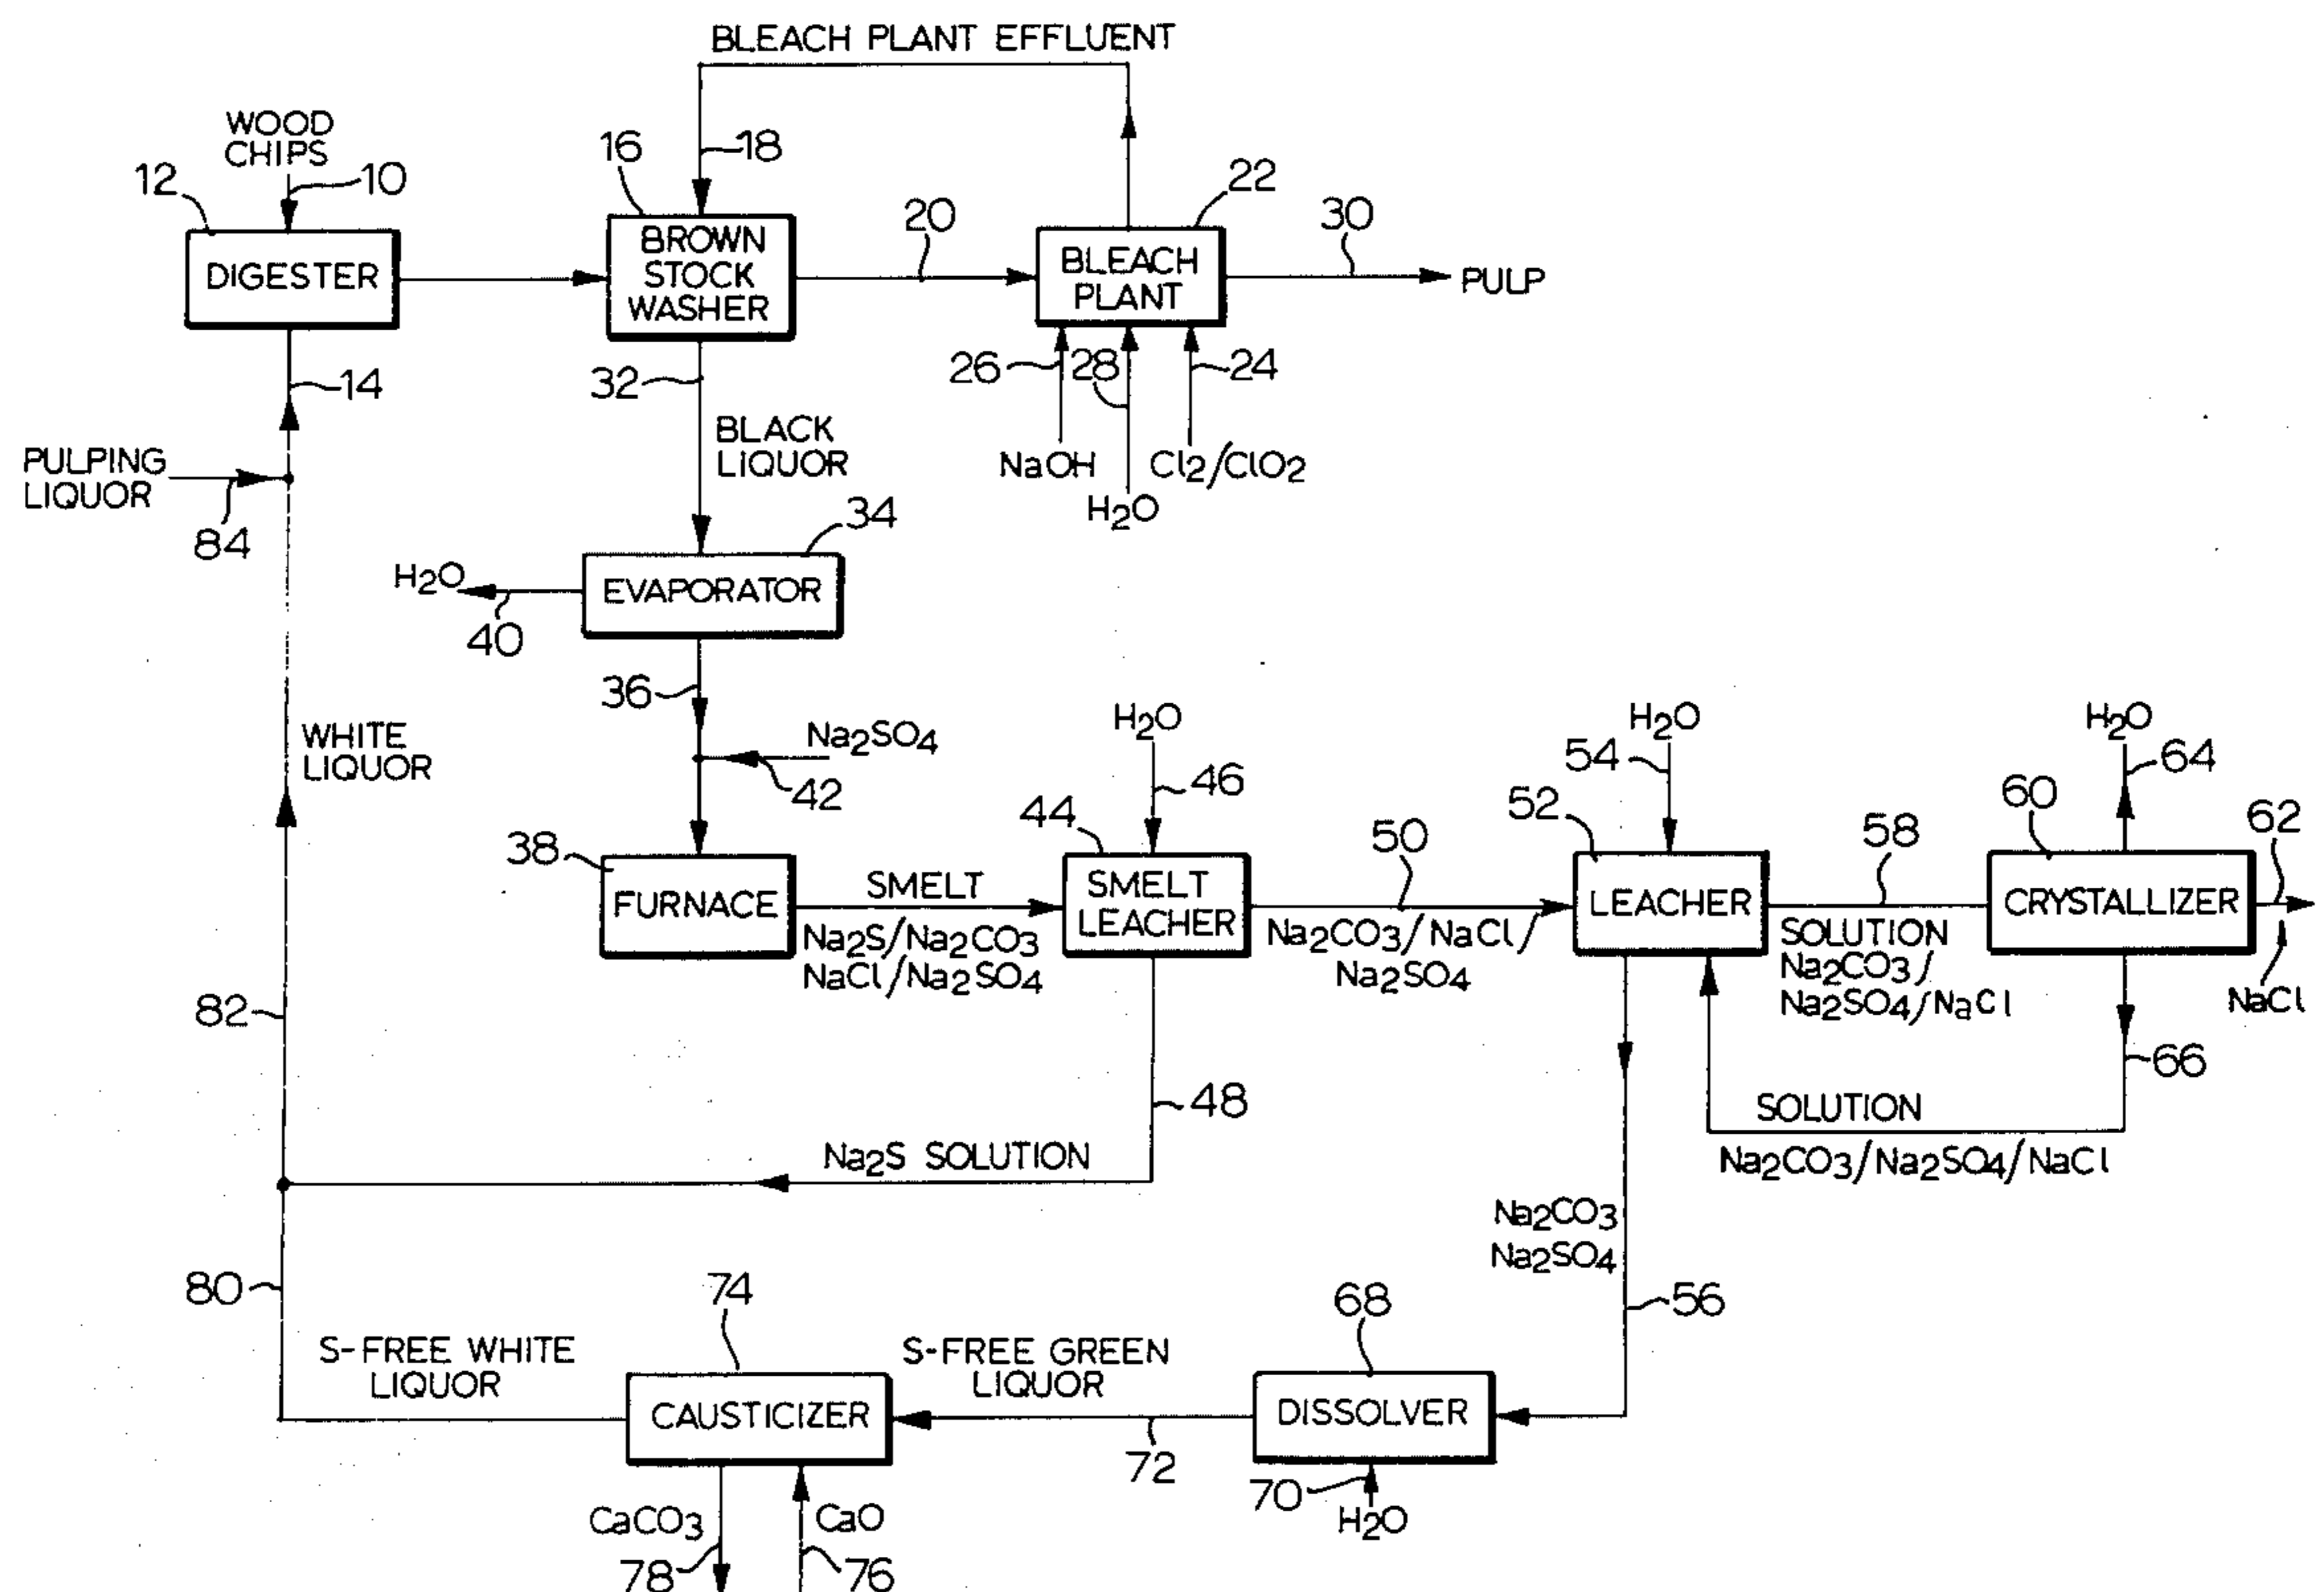 BLEACH PLANT EFFLUENT
WOOD
CHIPS
10
12
DIGESTER
14
16
18
BROWN
STOCK
WASHER
20
22
BLEACH
PLANT
30
PULP
26
28
24
NaOH
H2O
Cl2/ClO2
32
BLACK
LIQUOR
PULPING
LIQUOR
84
34
EVAPORATOR
H2O
40
36
Na2SO4
42
WHITE
LIQUOR
38
FURNACE
SMELT
Na2S/Na2CO3
NaCl/Na2SO4
H2O
46
44
SMELT
LEACHER
50
Na2CO3/NaCl/
Na2SO4
H2O
54
52
LEACHER
58
SOLUTION
Na2CO3/
Na2SO4/NaCl
H2O
64
60
CRYSTALLIZER
62
NaCl
66
SOLUTION
Na2CO3/Na2SO4/NaCl
82
48
Na2S SOLUTION
Na2CO3
Na2SO4
56
80
74
68
S-FREE WHITE
LIQUOR
CAUSTICIZER
S-FREE GREEN
LIQUOR
72
DISSOLVER
70
H2O
CaCO3
78
CaO
76